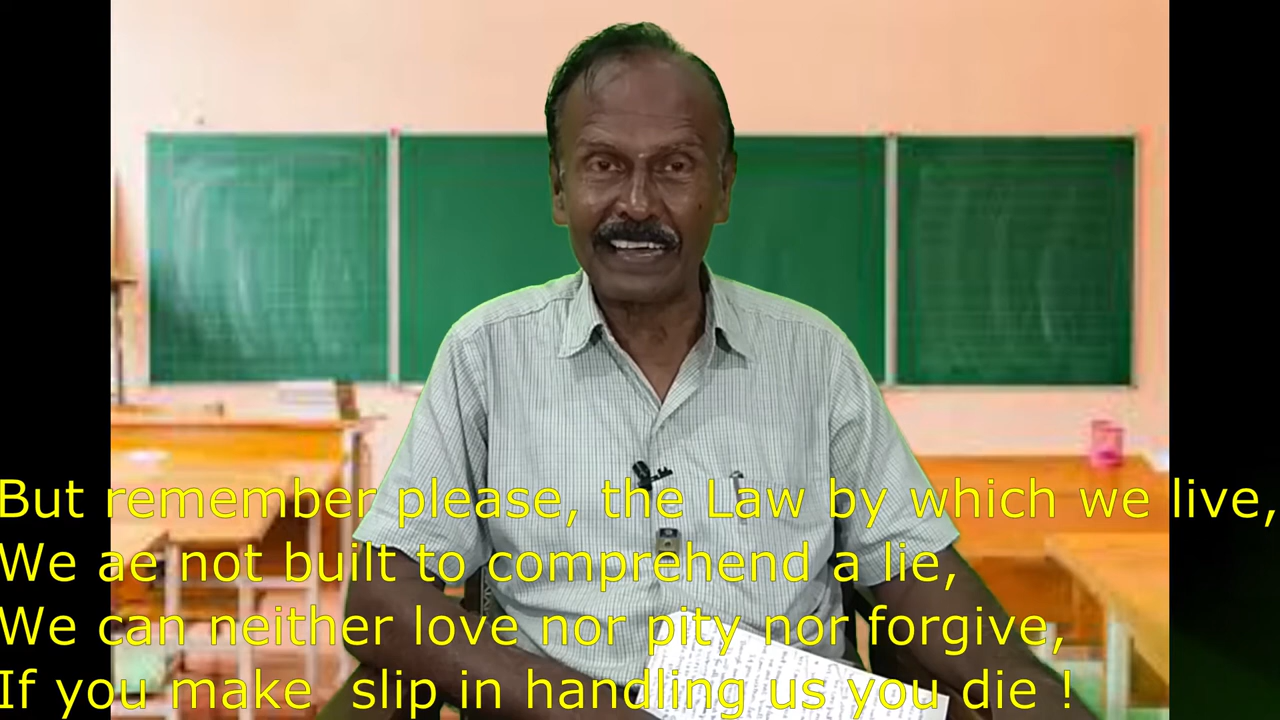 But remember please, the Law by which we live,
We ae not built to comprehend a lie,
We can neither love nor pity nor forgive,
If you make  slip in handling us you die !